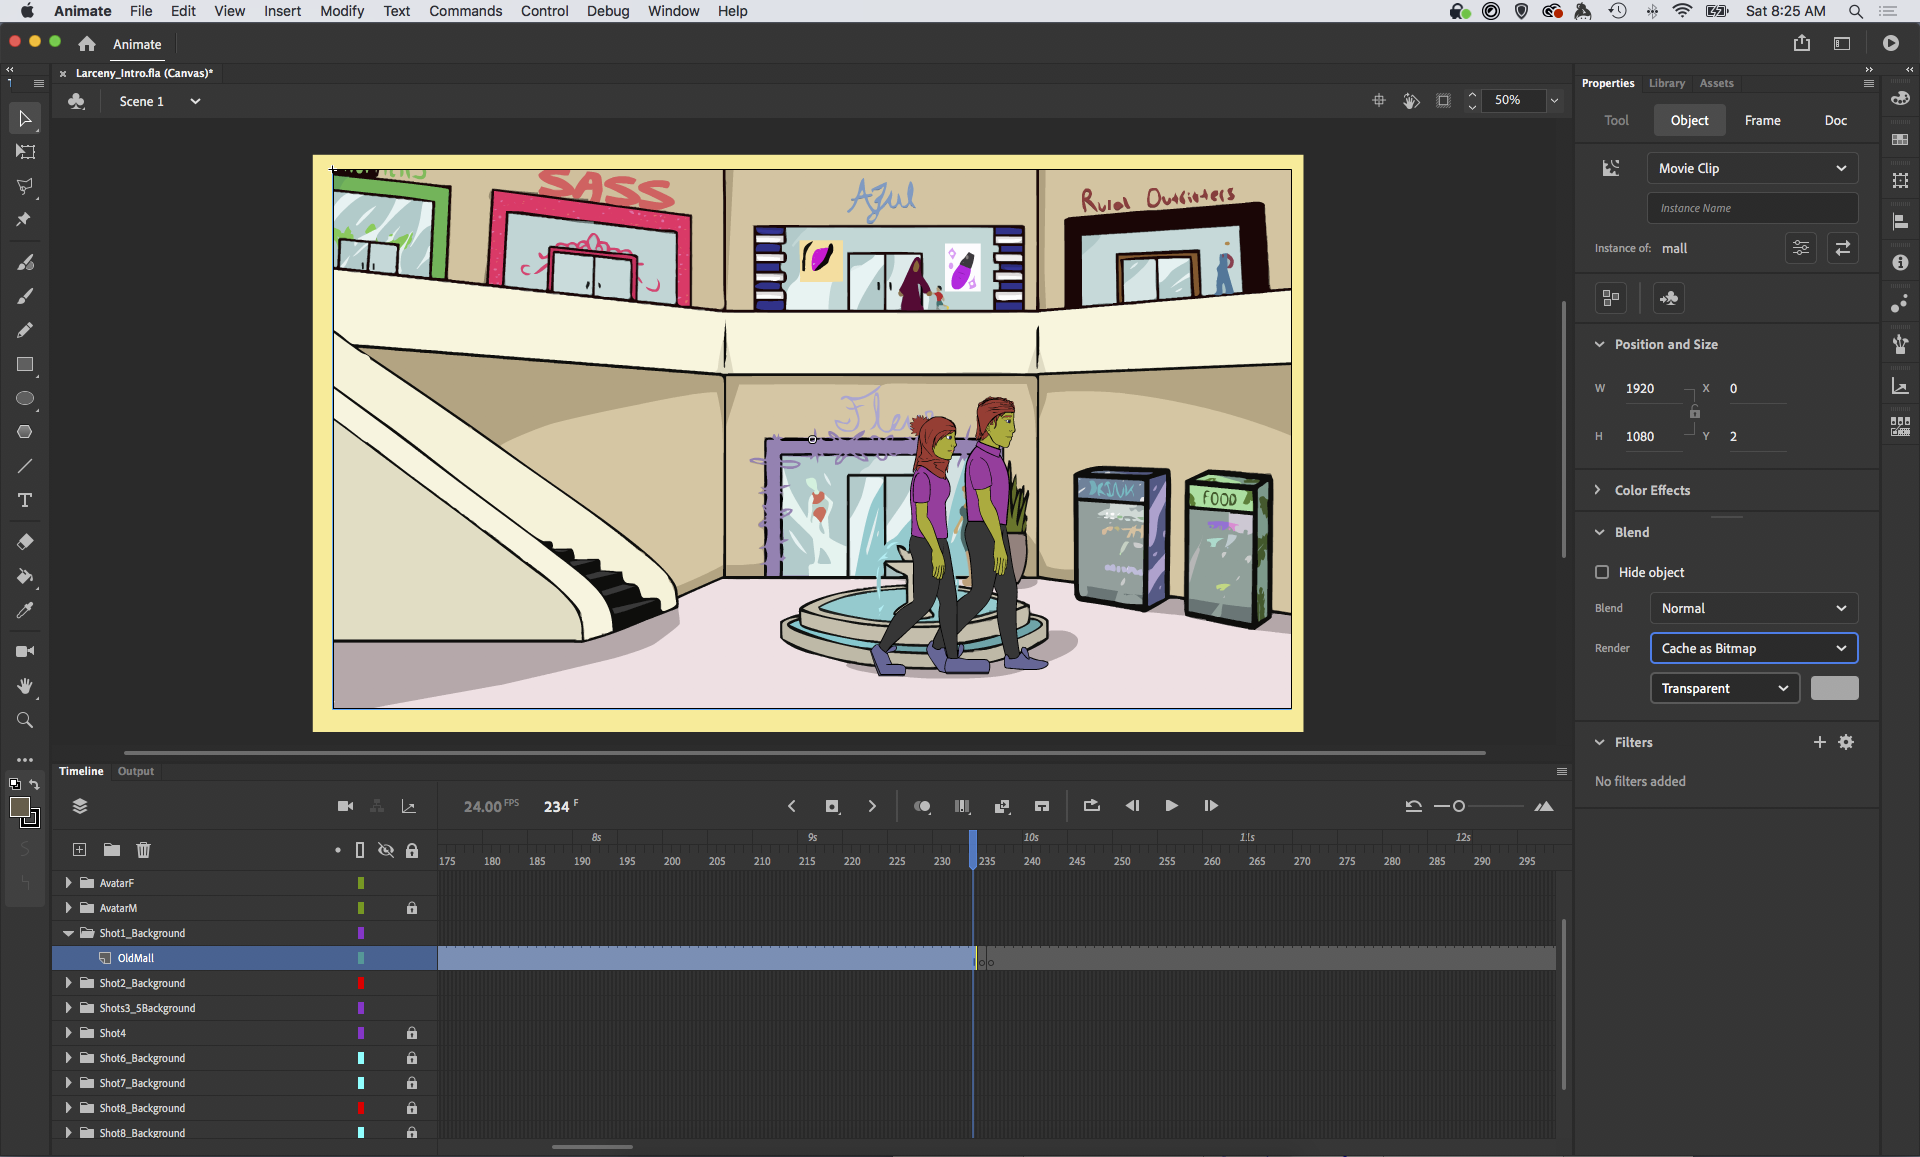 Animate File Edit View Insert Modify Text Commands Control Debug Window Help Sat 8:25 AM
Animate
Larceny_Intro.fla (Canvas)*
Scene 1
50%
SASS
Azul
Rural Outfitters
DRINK
FOOD
Properties Library Assets
Tool Object Frame Doc
Movie Clip
Instance Name
Instance of: mall
Position and Size
W 1920 X 0
H 1080 Y 2
Color Effects
Blend
Hide object
Blend Normal
Render Cache as Bitmap
Transparent
Filters
No filters added
Timeline Output
24.00 FPS 234 F
8s 9s 10s 11s 12s
175 180 185 190 195 200 205 210 215 220 225 230 235 240 245 250 255 260 265 270 275 280 285 290 295
AvatarF
AvatarM
Shot1_Background
OldMall
Shot2_Background
Shots3_5Background
Shot4
Shot6_Background
Shot7_Background
Shot8_Background
Shot8_Background